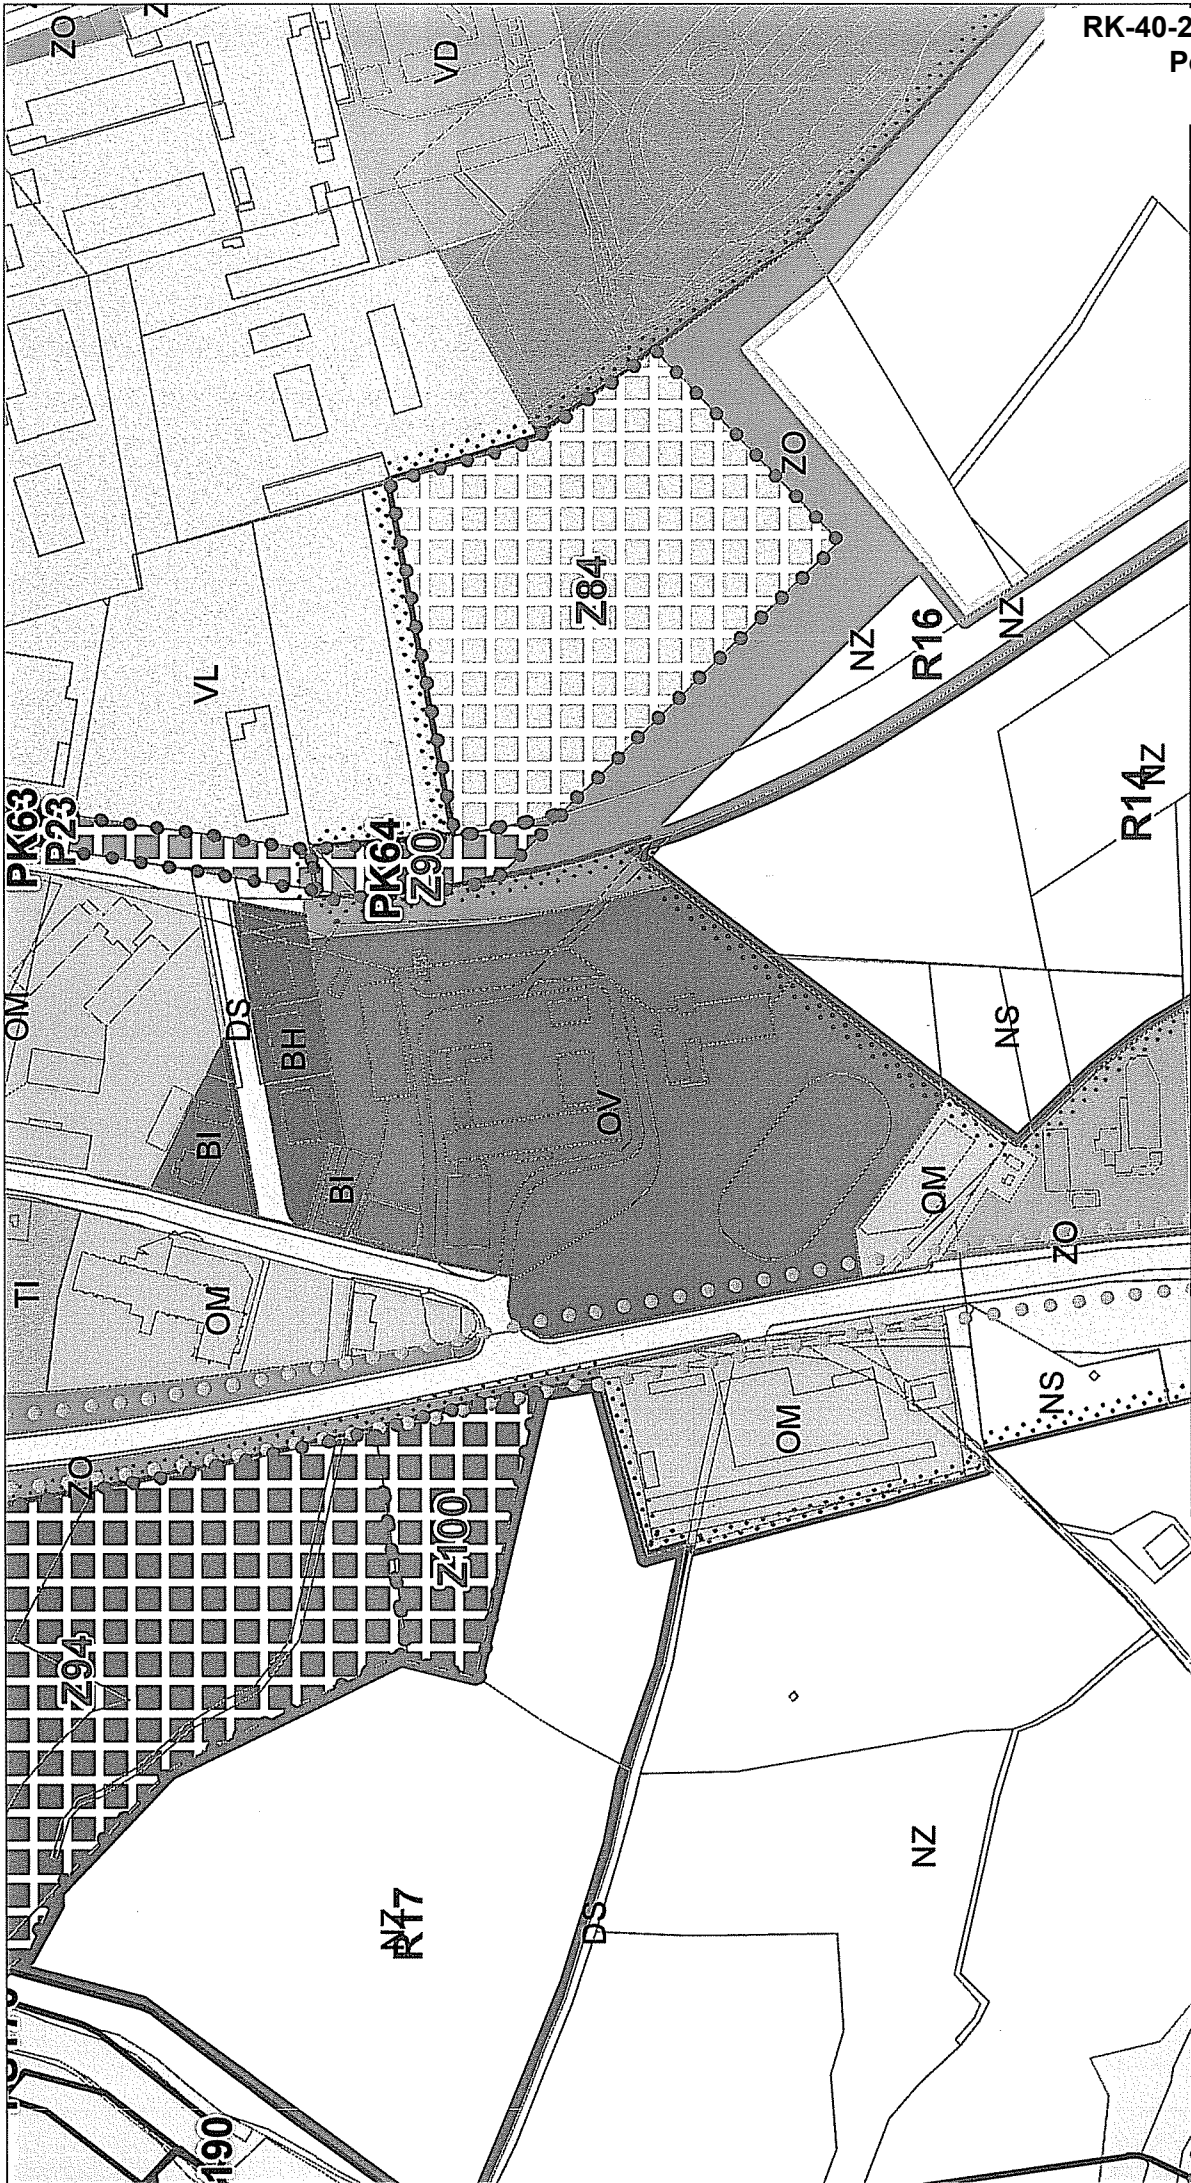 RK-40-2
ZO
VD
VL
PK63
P23
Z84
ZO
NZ
R16
NZ
R14
NZ
PK64
Z90
OM
DS
BH
BI
BI
OV
NS
OM
ZO
TI
OM
OM
NS
ZO
Z100
Z94
NZ
R17
DS
NZ
190